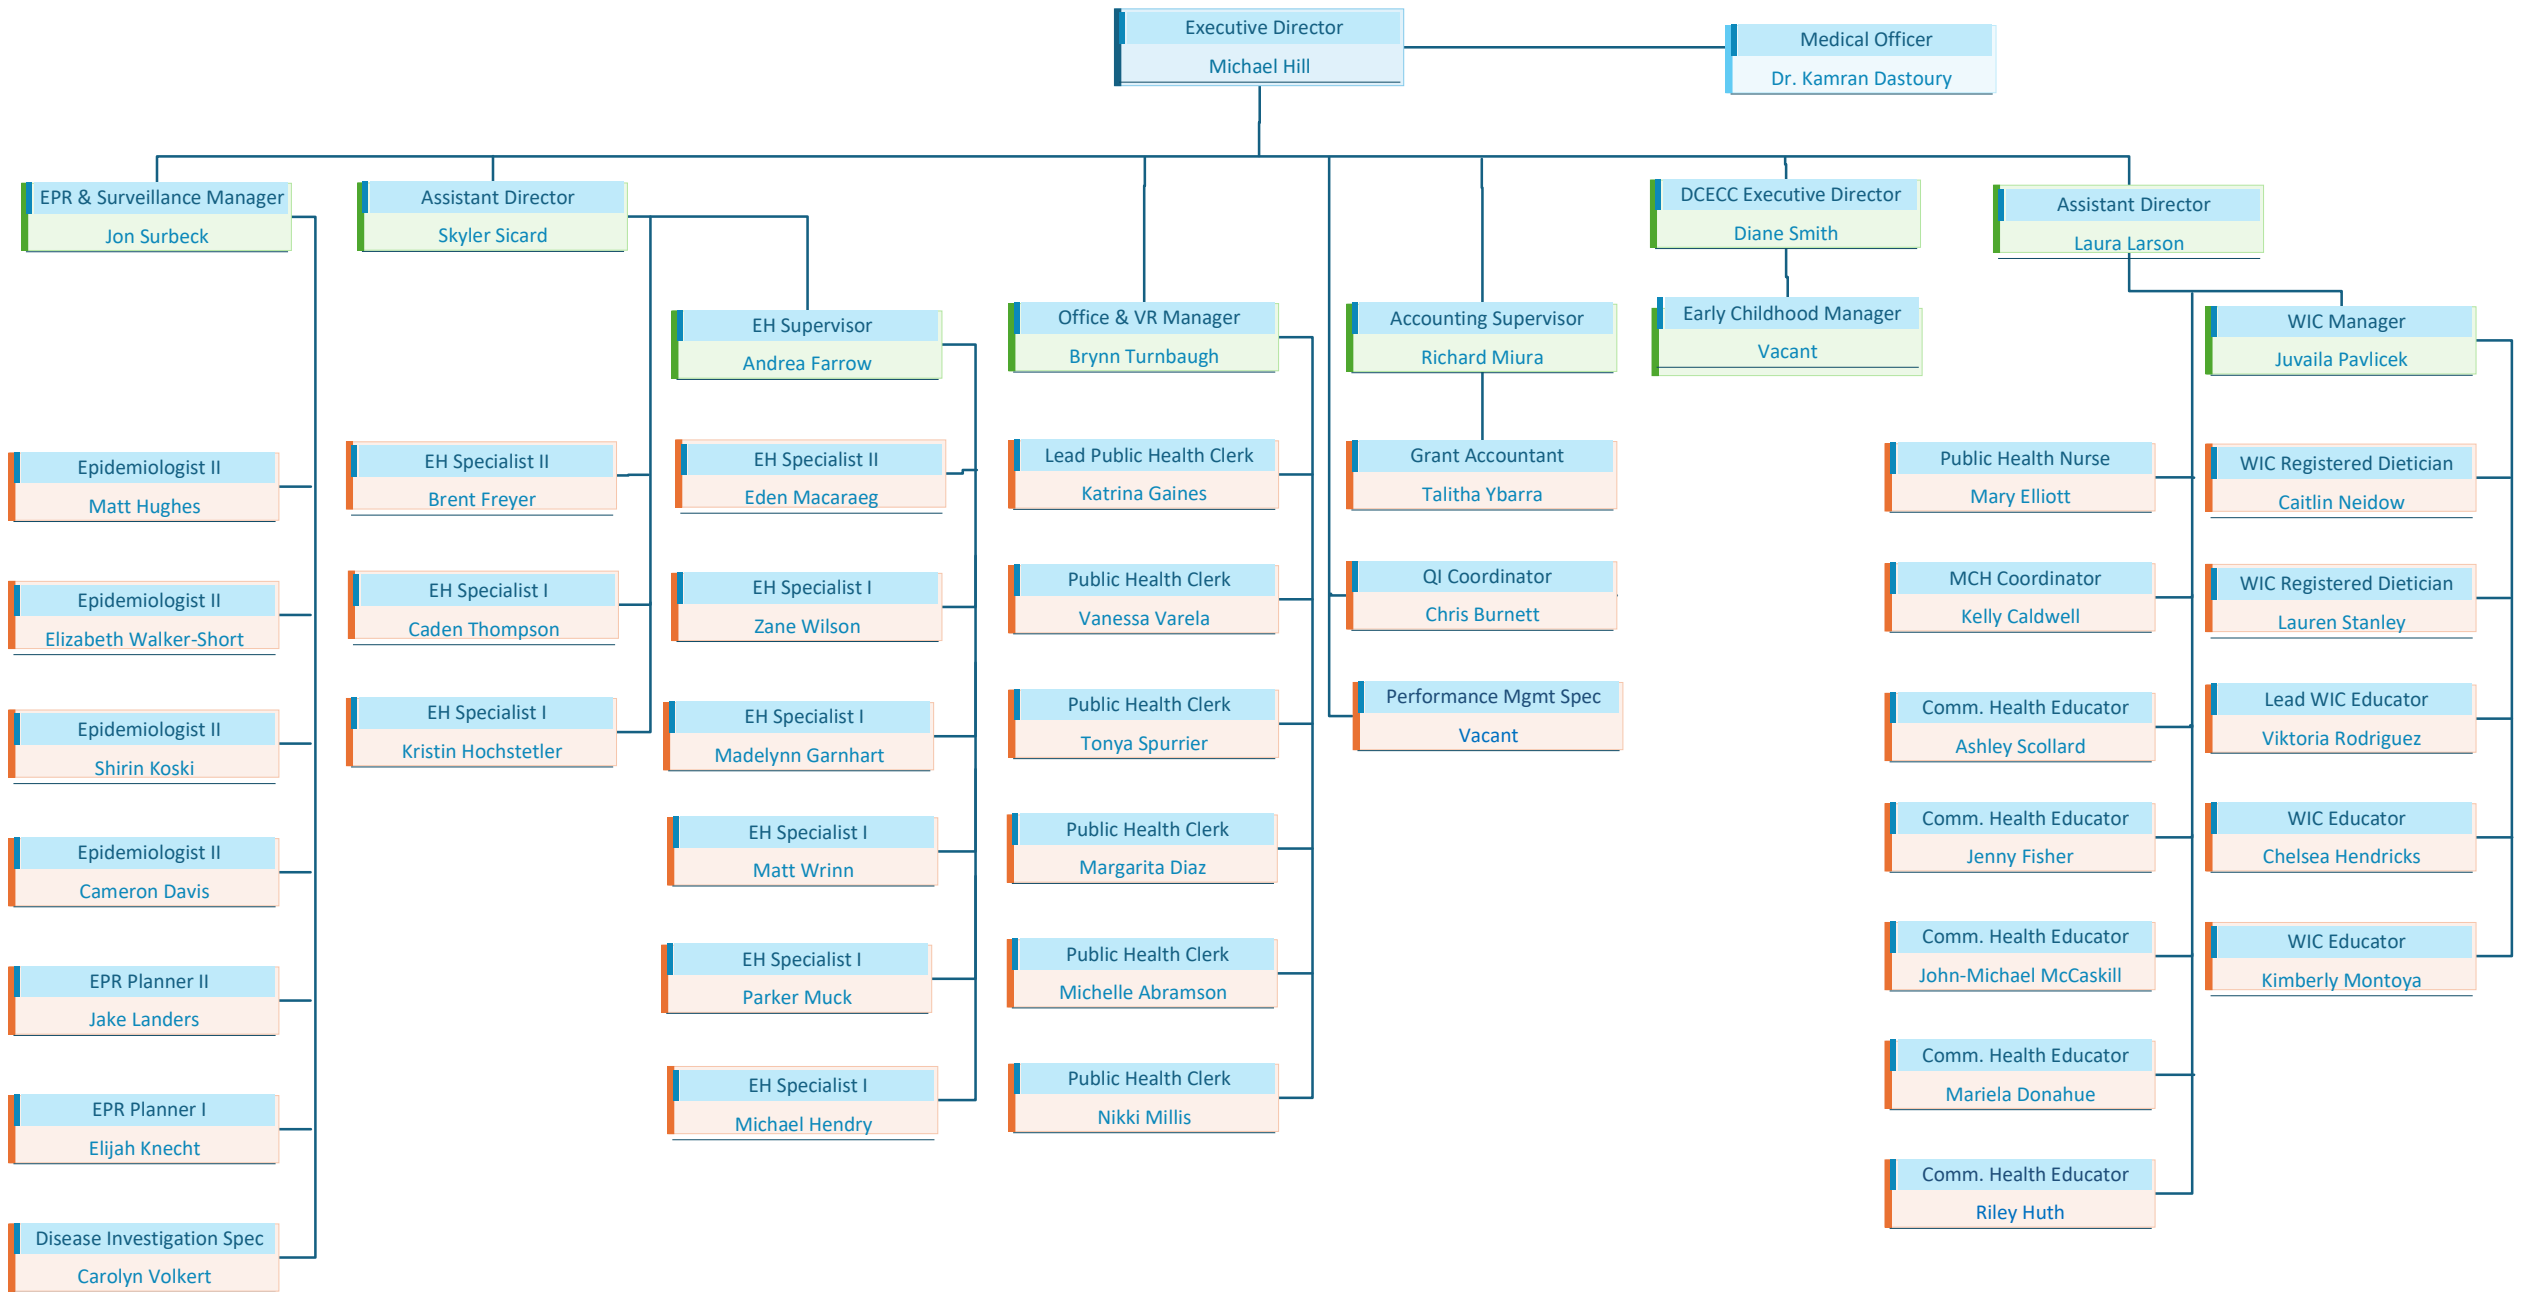 Executive Director
Michael Hill
Medical Officer
Dr. Kamran Dastoury
EPR & Surveillance Manager
Jon Surbeck
Assistant Director
Skyler Sicard
DCECC Executive Director
Diane Smith
Assistant Director
Laura Larson
EH Supervisor
Andrea Farrow
Office & VR Manager
Brynn Turnbaugh
Accounting Supervisor
Richard Miura
Early Childhood Manager
Vacant
WIC Manager
Juvaila Pavlicek
Epidemiologist II
Matt Hughes
Epidemiologist II
Elizabeth Walker-Short
Epidemiologist II
Shirin Koski
Epidemiologist II
Cameron Davis
EPR Planner II
Jake Landers
EPR Planner I
Elijah Knecht
Disease Investigation Spec
Carolyn Volkert
EH Specialist II
Brent Freyer
EH Specialist I
Caden Thompson
EH Specialist I
Kristin Hochstetler
EH Specialist II
Eden Macaraeg
EH Specialist I
Zane Wilson
EH Specialist I
Madelynn Garnhart
EH Specialist I
Matt Wrinn
EH Specialist I
Parker Muck
EH Specialist I
Michael Hendry
Lead Public Health Clerk
Katrina Gaines
Public Health Clerk
Vanessa Varela
Public Health Clerk
Tonya Spurrier
Public Health Clerk
Margarita Diaz
Public Health Clerk
Michelle Abramson
Public Health Clerk
Nikki Millis
Grant Accountant
Talitha Ybarra
QI Coordinator
Chris Burnett
Performance Mgmt Spec
Vacant
Public Health Nurse
Mary Elliott
MCH Coordinator
Kelly Caldwell
Comm. Health Educator
Ashley Scollard
Comm. Health Educator
Jenny Fisher
Comm. Health Educator
John-Michael McCaskill
Comm. Health Educator
Mariela Donahue
Comm. Health Educator
Riley Huth
WIC Registered Dietician
Caitlin Neidow
WIC Registered Dietician
Lauren Stanley
Lead WIC Educator
Viktoria Rodriguez
WIC Educator
Chelsea Hendricks
WIC Educator
Kimberly Montoya